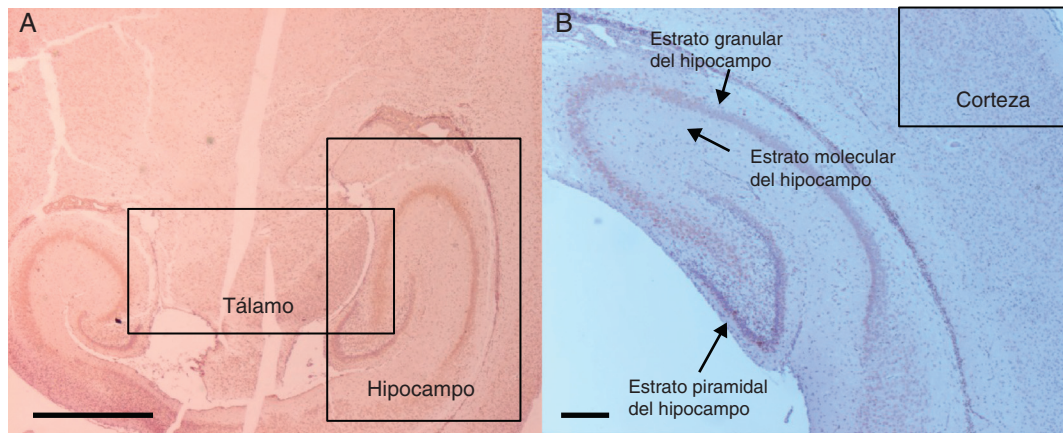 A
Tálamo
Hipocampo
B
Estrato granular
del hipocampo
Corteza
Estrato molecular
del hipocampo
Estrato piramidal
del hipocampo